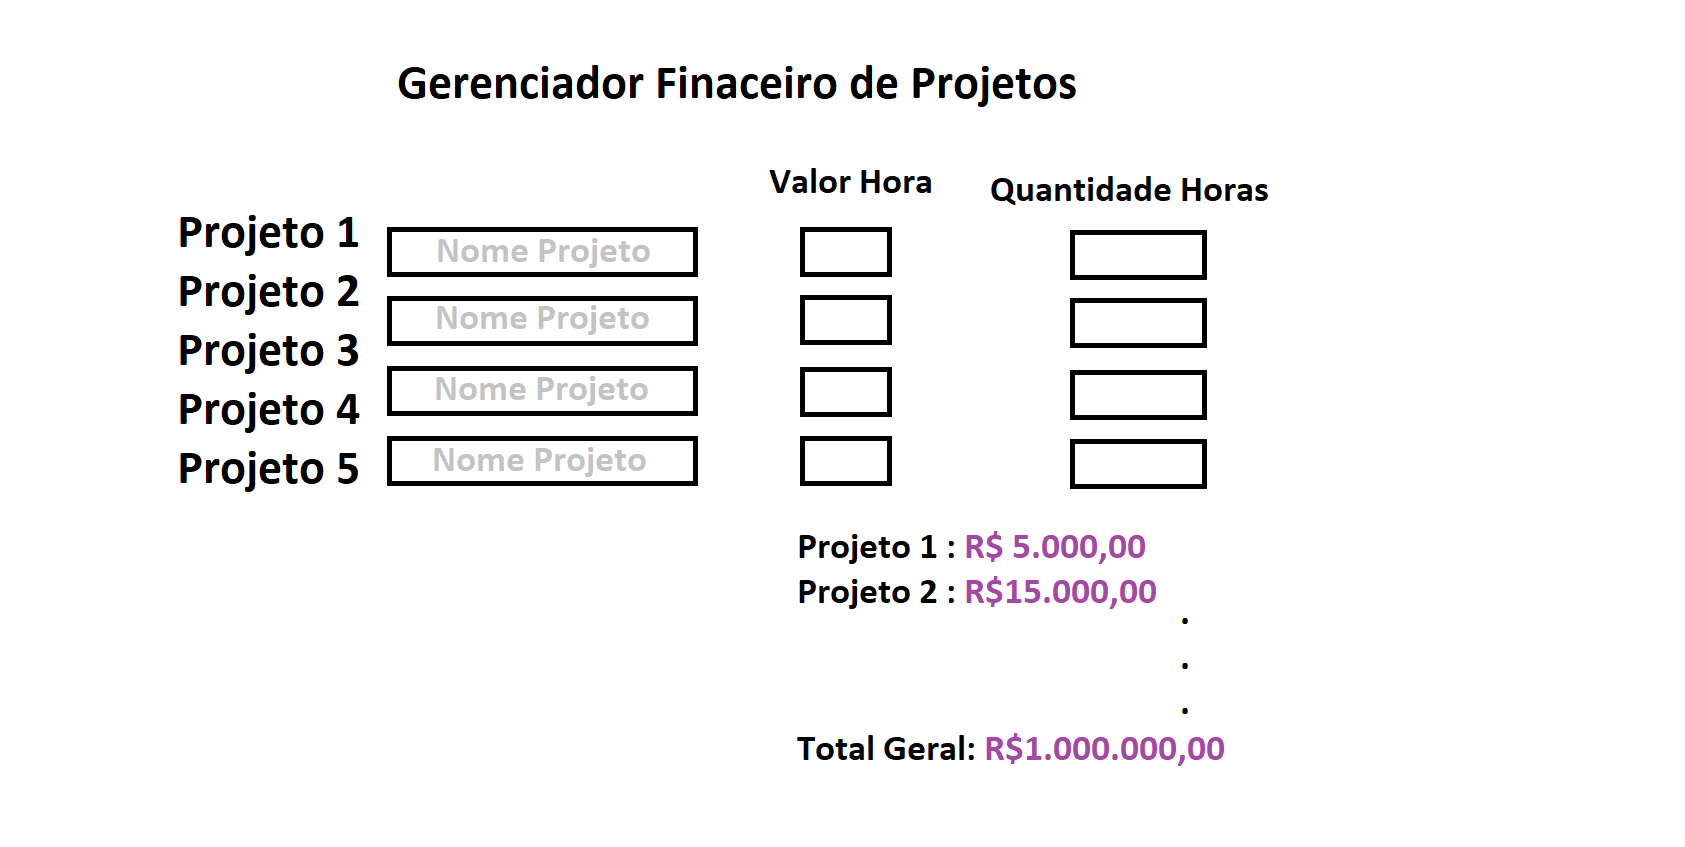 Gerenciador Finaceiro de Projetos
Valor Hora
Quantidade Horas
Projeto 1
Nome Projeto
Projeto 2
Nome Projeto
Projeto 3
Nome Projeto
Projeto 4
Nome Projeto
Projeto 5
Projeto 1 : R$ 5.000,00
Projeto 2 : R$15.000,00
.
.
.
Total Geral: R$1.000.000,00